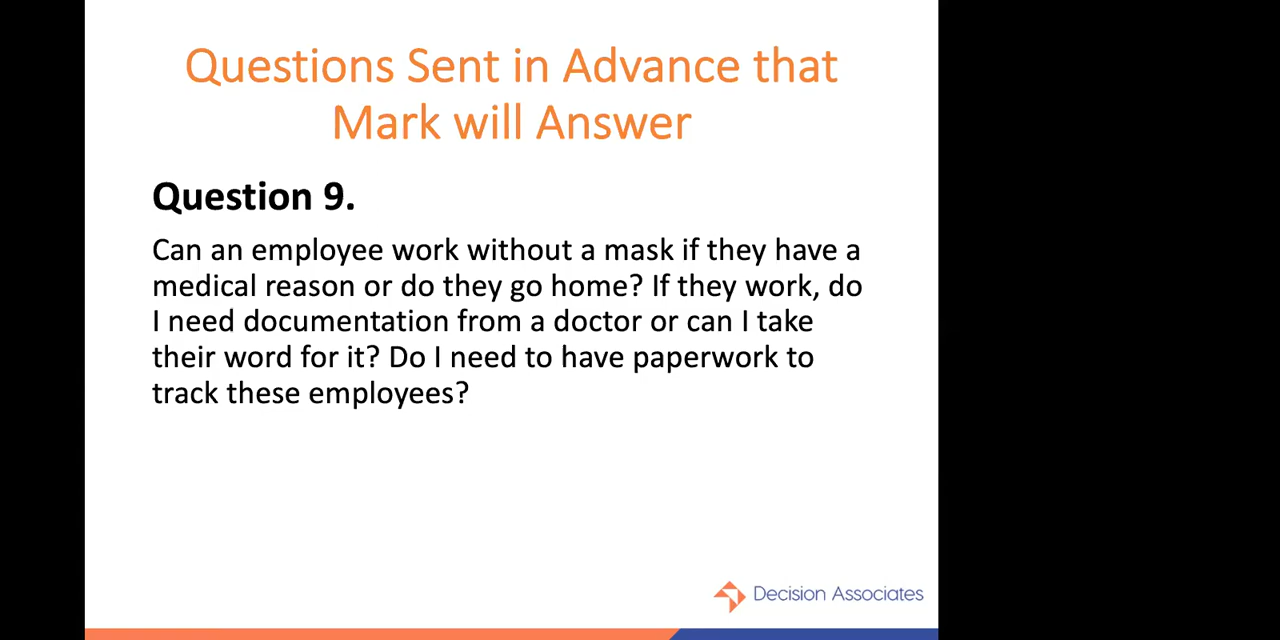 Questions Sent in Advance that
Mark will Answer
Question 9.
Can an employee work without a mask if they have a
medical reason or do they go home? If they work, do
I need documentation from a doctor or can I take
their word for it? Do I need to have paperwork to
track these employees?
Decision Associates